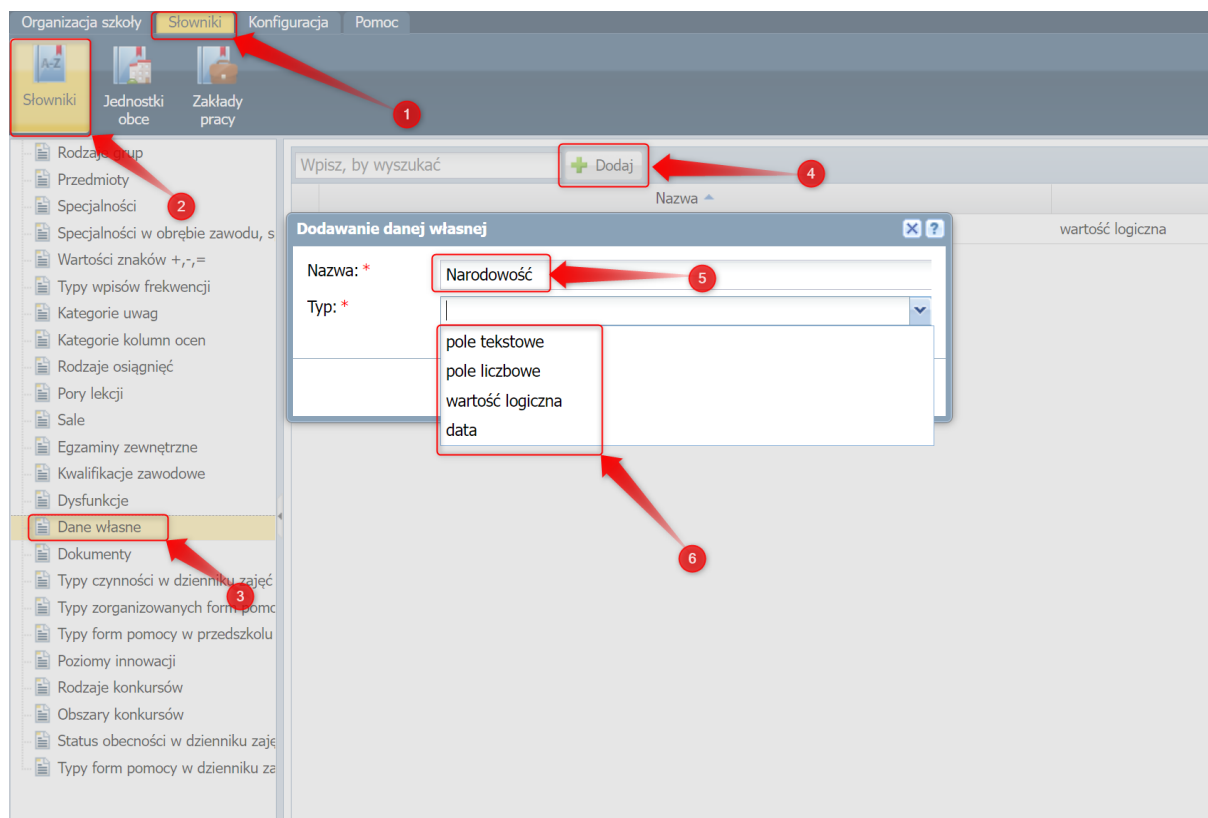 Organizacja szkoły Słowniki Konfiguracja Pomoc
A-Z
Słowniki Jednostki obce Zakłady pracy
1
Rodzaje grup
Przedmioty
Specjalności
2
Specjalności w obrębie zawodu, s
Wartości znaków +,-,=
Typy wpisów frekwencji
Kategorie uwag
Kategorie kolumn ocen
Rodzaje osiągnięć
Pory lekcji
Sale
Egzaminy zewnętrzne
Kwalifikacje zawodowe
Dysfunkcje
Dane własne
Dokumenty
Typy czynności w dzienniku zajęć
3
Typy zorganizowanych form pomo
Typy form pomocy w przedszkolu
Poziomy innowacji
Rodzaje konkursów
Obszary konkursów
Status obecności w dzienniku zaję
Typy form pomocy w dzienniku za
Wpisz, by wyszukać Dodaj
4
Nazwa
wartość logiczna
Dodawanie danej własnej
Nazwa: * Narodowość
5
Typ: *
pole tekstowe
pole liczbowe
wartość logiczna
data
6